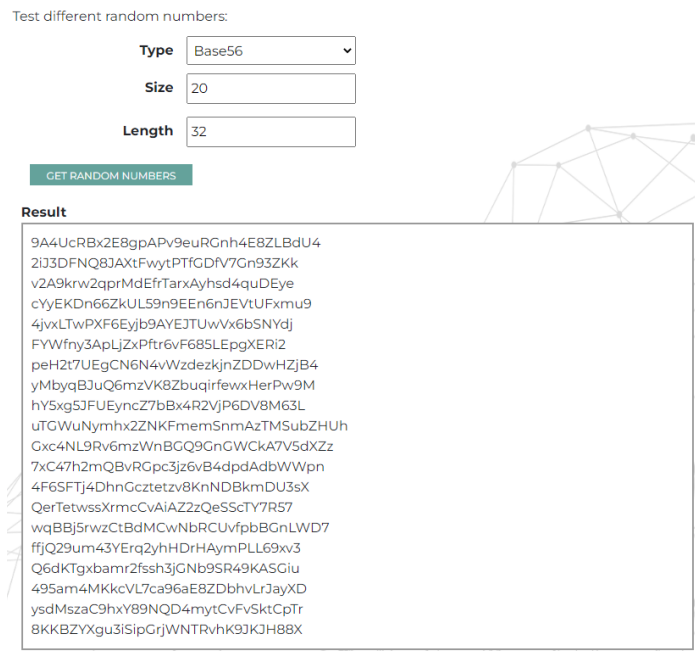 Test different random numbers:
Type Base56
Size 20
Length 32
GET RANDOM NUMBERS
Result
9A4UcRBx2E8gpAPv9euRGnh4E8ZLBdU4
2iJ3DFNQ8JAXtFwytPTfGDfV7Gn93ZKk
v2A9krw2qprMdEfrTarxAyhsd4quDEye
cYyEKDn66ZkUL59n9EEn6nJEVtUFxmu9
4jvxLTwPXF6Eyjb9AYEJTUwVx6bSNYdj
FYWfny3ApLjZxPftr6vF685LEpgXERi2
peH2t7UEgCN6N4vWzdezkjnZDDwHZjB4
yMbyqBJuQ6mzVK8ZbuqirfewxHerPw9M
hY5xg5JFUEyncZ7bBx4R2VjP6DV8M63L
uTGWuNymhx2ZNKFmemSnmAzTMSubZHUh
Gxc4NL9Rv6mzWnBGQ9GnGWCkA7V5dXZz
7xC47h2mQBvRGpc3jz6vB4dpdAdbWWpn
4F6SFTj4DhnGcztetzv8KnNDBkmDU3sX
QerTetwssXrmcCvAiAZ2zQeSScTY7R57
wqBBj5rwzCtBdMCwNbRCUvfpbBGnLWD7
ffjQ29um43YErq2yhHDrHAymPLL69xv3
Q6dKTgxbamr2fssh3jGNb9SR49KASGiu
495am4MKkcVL7ca96aE8ZDbhvLrJayXD
ysdMszaC9hxY89NQD4mytCvFvSktCpTr
8KKBZYXgu3iSipGrjWNTRvhK9JKJH88X